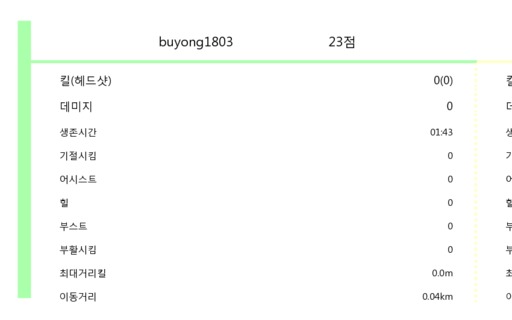 buyong1803 23점
킬(헤드샷) 0(0)
데미지 0
생존시간 01:43
기절시킴 0
어시스트 0
힐 0
부스트 0
부활시킴 0
최대거리킬 0.0m
이동거리 0.04km